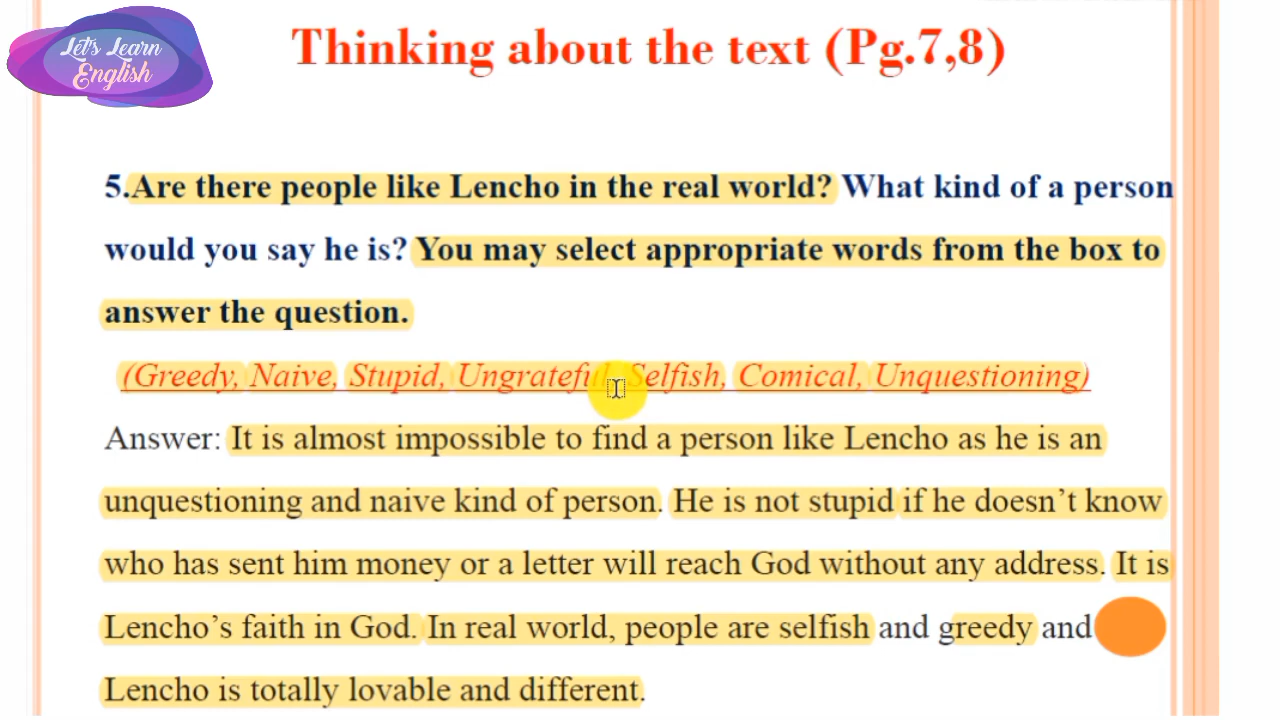 Let's Learn
English
Thinking about the text (Pg.7,8)
5.Are there people like Lencho in the real world? What kind of a person
would you say he is? You may select appropriate words from the box to
answer the question.
(Greedy, Naive, Stupid, Ungrateful, Selfish, Comical, Unquestioning)
Answer: It is almost impossible to find a person like Lencho as he is an
unquestioning and naive kind of person. He is not stupid if he doesn’t know
who has sent him money or a letter will reach God without any address. It is
Lencho’s faith in God. In real world, people are selfish and greedy and
Lencho is totally lovable and different.